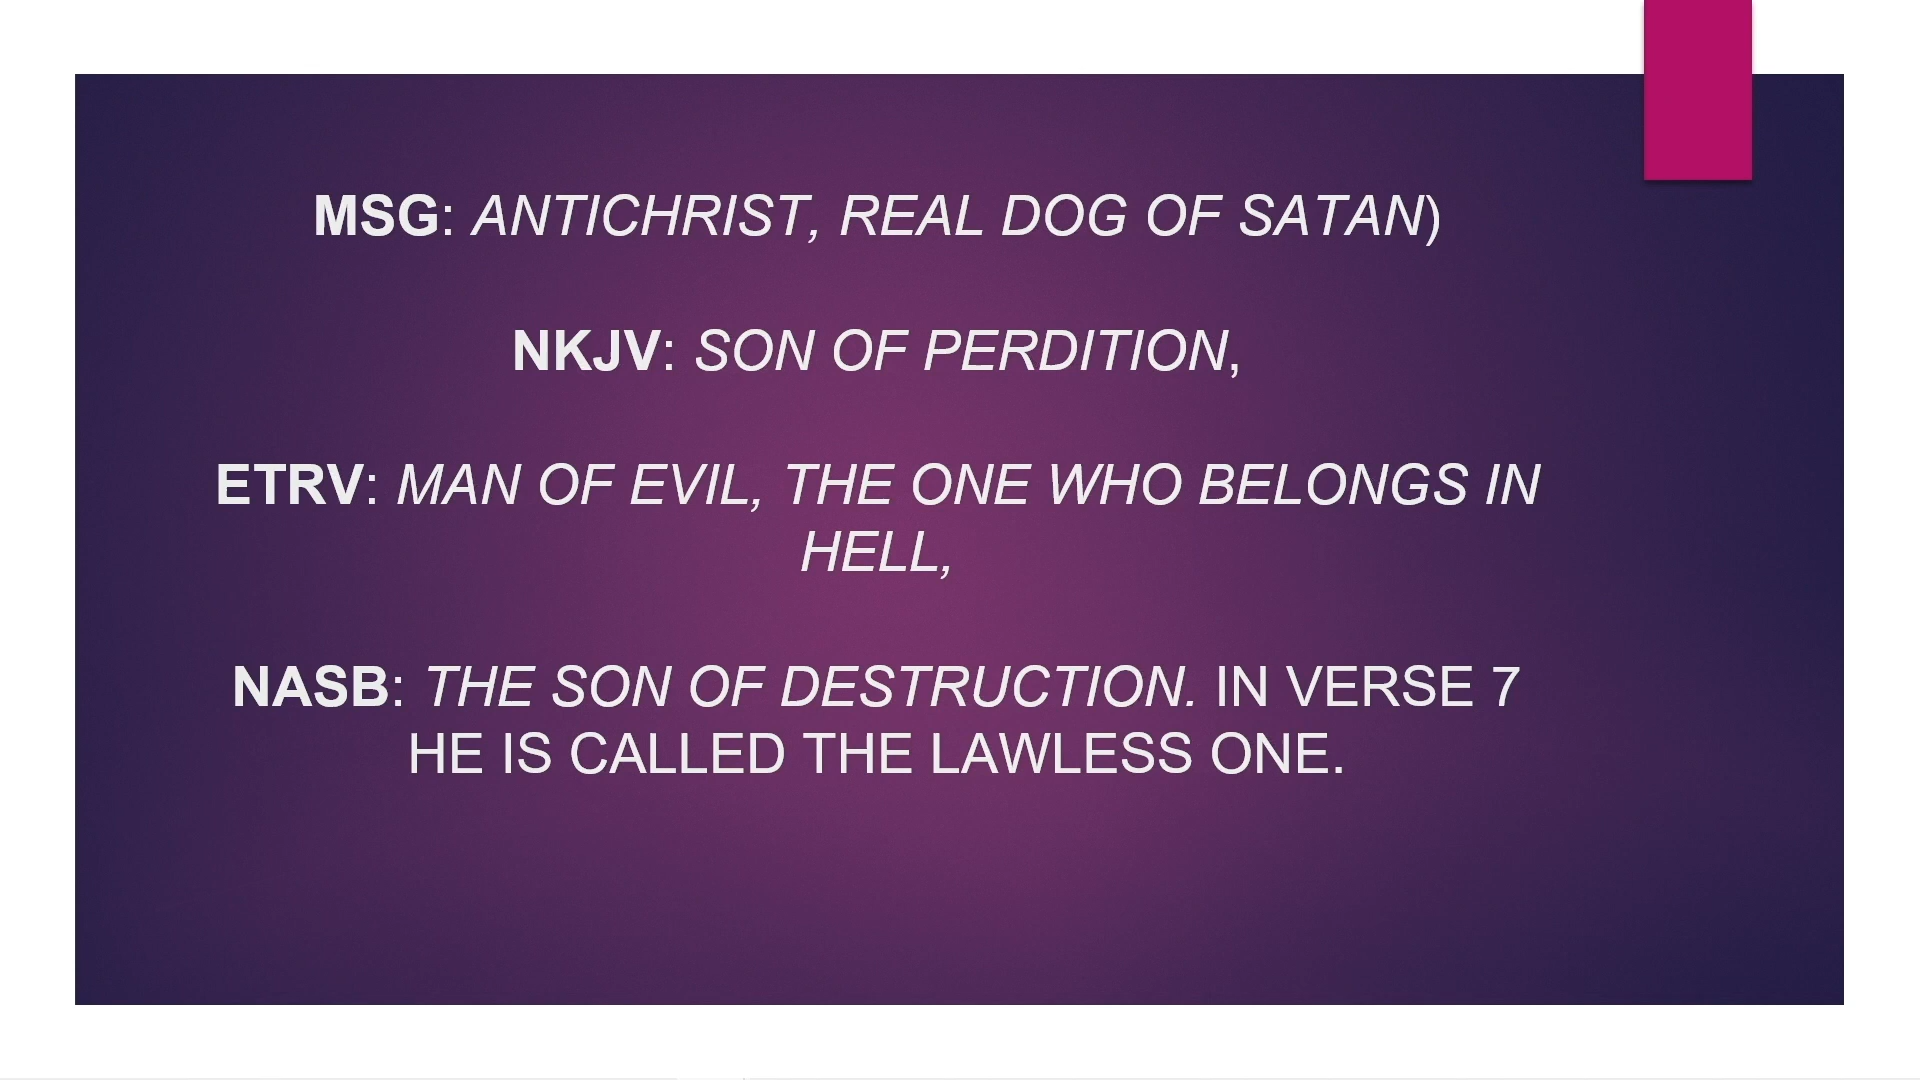 MSG: ANTICHRIST, REAL DOG OF SATAN)
NKJV: SON OF PERDITION,
ETRV: MAN OF EVIL, THE ONE WHO BELONGS IN
HELL,
NASB: THE SON OF DESTRUCTION. IN VERSE 7
HE IS CALLED THE LAWLESS ONE.